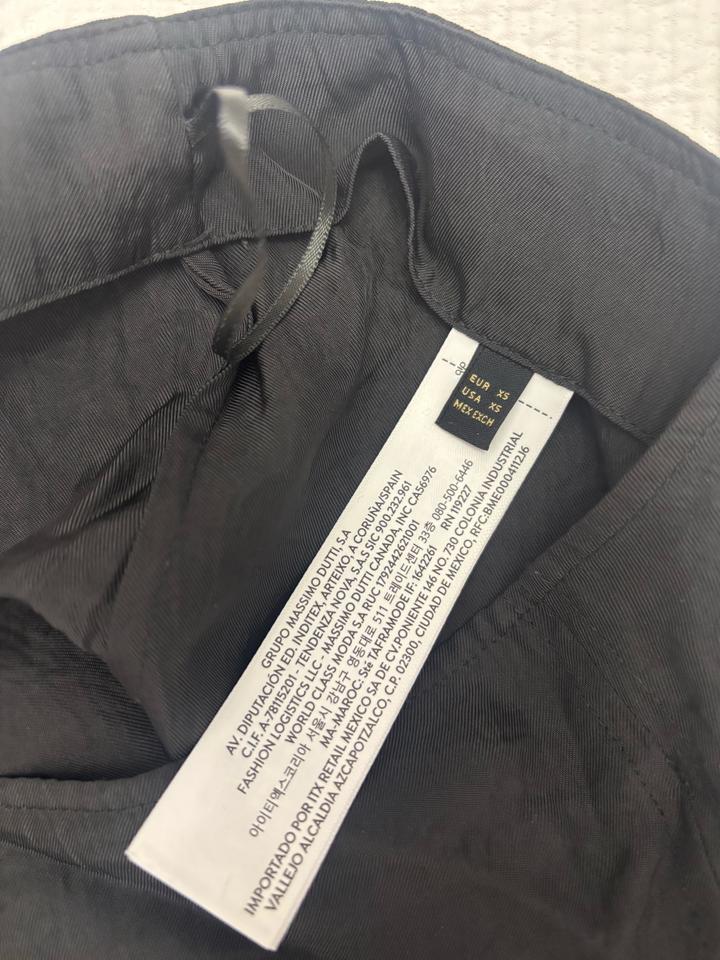 EUR XS
USA XS
MEX EXCH
GRUPO MASSIMO DUTTI, S.A
AV. DIPUTACIÓN ED. INDITEX, ARTEIXO, A CORUÑA/SPAIN
C.I.F. A-78115201, TENDENZA NOVA, S.A.S SIC 900.232.961
FASHION LOGISTICS LLC - MASSIMO DUTTI CANADA, INC CA56976
WORLD CLASS MODA S.A RUC 1792442621001
아이티엑스코리아 서울시 강남구 영동대로 511 트레이드센터 33층 080-500-6446
MA-MAROC: Sté TAFRAMODE IF: 1642261 RN 119227
IMPORTADO POR ITX RETAIL MEXICO SA DE CV.PONIENTE 146 NO.730 COLONIA INDUSTRIAL
VALLEJO ALCALDIA AZCAPOTZALCO, C.P. 02300, CIUDAD DE MEXICO, RFC:BME0004112J6